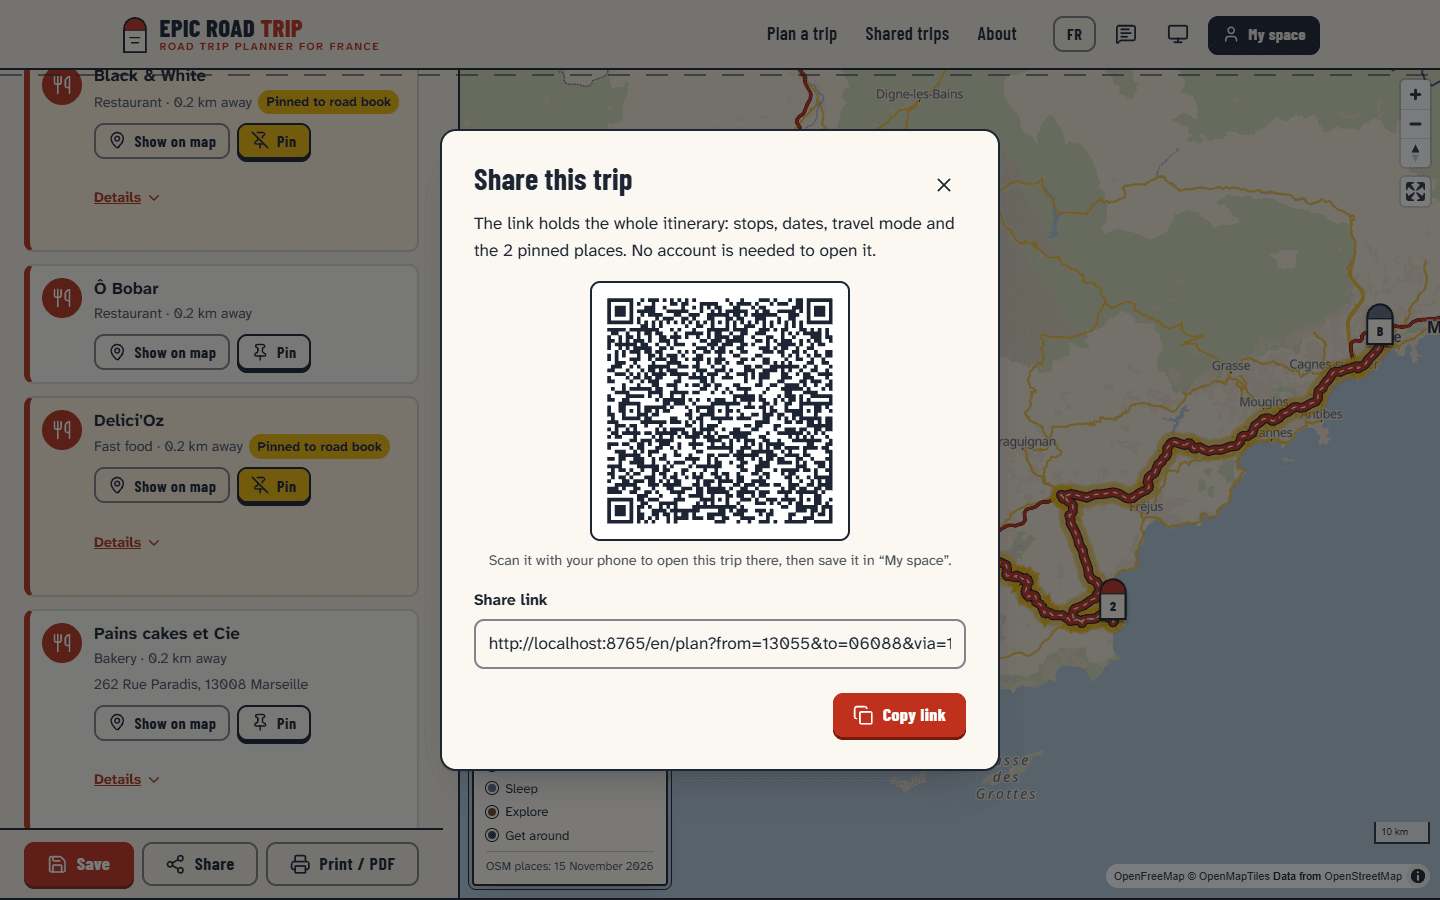 EPIC ROAD TRIP
ROAD TRIP PLANNER FOR FRANCE
Plan a trip
Shared trips
About
FR
My space
Black & White
Restaurant · 0.2 km away
Pinned to road book
Show on map
Pin
Details
Ô Bobar
Restaurant · 0.2 km away
Show on map
Pin
Delici'Oz
Fast food · 0.2 km away
Pinned to road book
Show on map
Pin
Details
Pains cakes et Cie
Bakery · 0.2 km away
262 Rue Paradis, 13008 Marseille
Show on map
Pin
Details
Save
Share
Print / PDF
Share this trip
The link holds the whole itinerary: stops, dates, travel mode and
the 2 pinned places. No account is needed to open it.
Scan it with your phone to open this trip there, then save it in “My space”.
Share link
http://localhost:8765/en/plan?from=13055&to=06088&via=1
Copy link
Digne-les-Bains
B
Grasse
Cagnes
Mougins
Antibes
annes
raguignan
Fréjus
2
sse
des
Grottes
Sleep
Explore
Get around
OSM places: 15 November 2026
10 km
OpenFreeMap © OpenMapTiles Data from OpenStreetMap